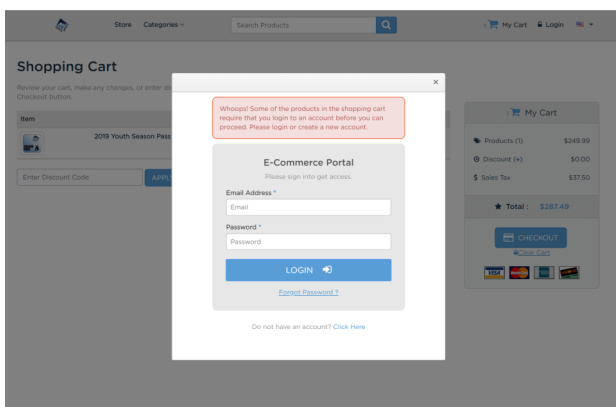 Store Categories
Search Products
My Cart Login
Shopping Cart
Review your cart, make any changes, or enter
Checkout button.
Item
2019 Youth Season Pass
Enter Discount Code
APPLY
×
Whoops! Some of the products in the shopping cart
require that you login to an account before you can
proceed. Please login or create a new account.
E-Commerce Portal
Please sign into get access.
Email Address *
Email
Password *
Password
LOGIN
Forgot Password ?
Do not have an account? Click Here
My Cart
Products (1) $249.99
Discount (+) $0.00
$ Sales Tax $37.50
Total : $287.49
CHECKOUT
Clear Cart
VISA